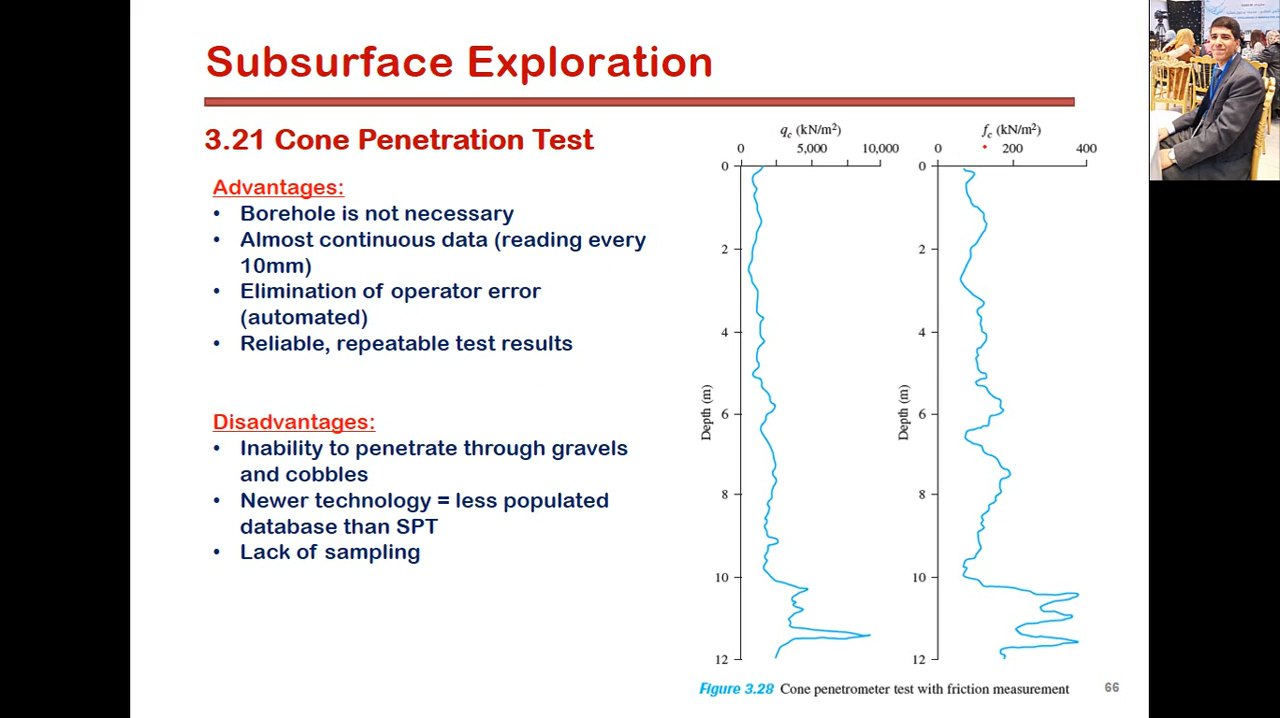 Subsurface Exploration
3.21 Cone Penetration Test
Advantages:
• Borehole is not necessary
• Almost continuous data (reading every
10mm)
• Elimination of operator error
(automated)
• Reliable, repeatable test results
Disadvantages:
• Inability to penetrate through gravels
and cobbles
• Newer technology = less populated
database than SPT
• Lack of sampling
qc (kN/m²)
0 5,000 10,000
0
2
4
6
8
10
12
Depth (m)
fc (kN/m²)
0 200 400
0
2
4
6
8
10
12
Depth (m)
Figure 3.28 Cone penetrometer test with friction measurement
66